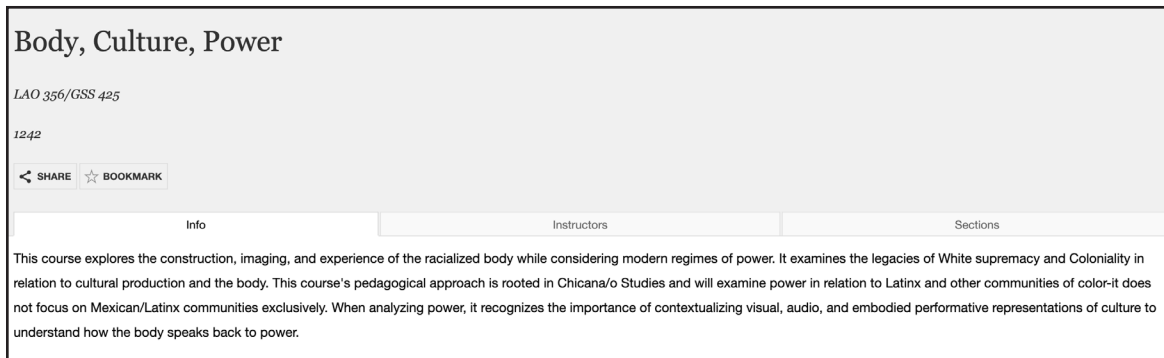 Body, Culture, Power
LAO 356/GSS 425
1242
SHARE BOOKMARK
Info Instructors Sections
This course explores the construction, imaging, and experience of the racialized body while considering modern regimes of power. It examines the legacies of White supremacy and Coloniality in
relation to cultural production and the body. This course's pedagogical approach is rooted in Chicana/o Studies and will examine power in relation to Latinx and other communities of color-it does
not focus on Mexican/Latinx communities exclusively. When analyzing power, it recognizes the importance of contextualizing visual, audio, and embodied performative representations of culture to
understand how the body speaks back to power.